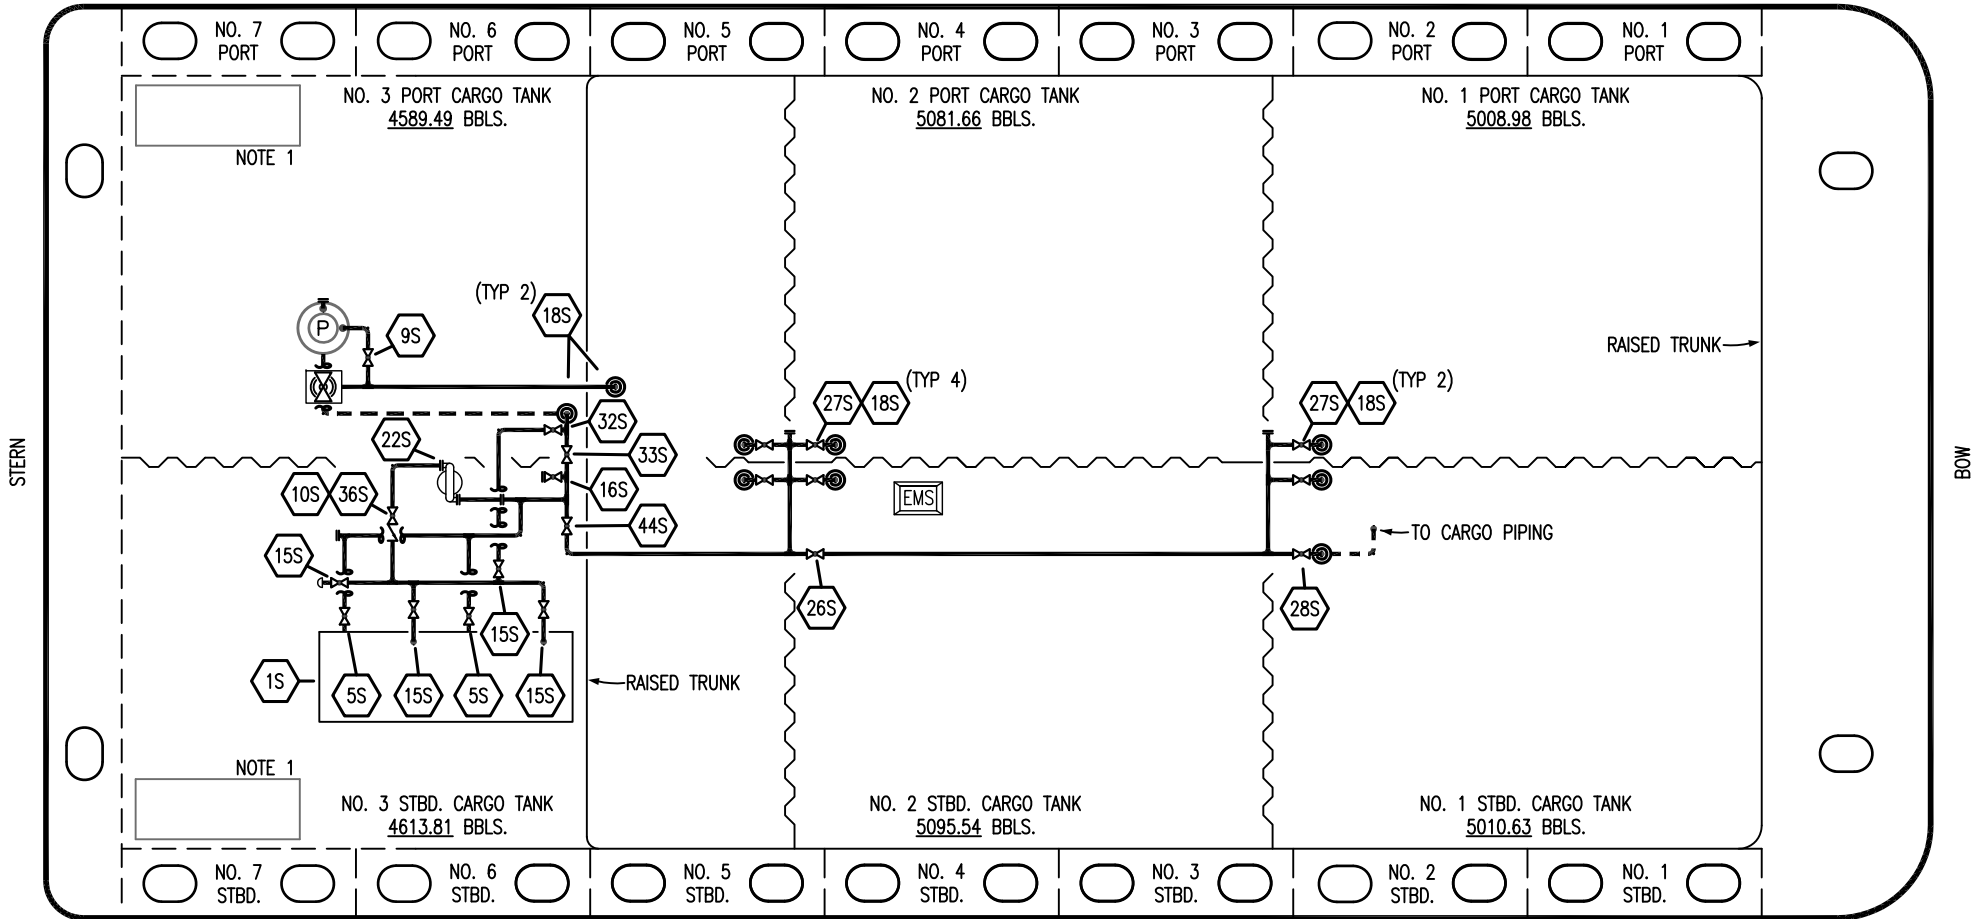 NO. 7
PORT
NO. 6
PORT
NO. 5
PORT
NO. 4
PORT
NO. 3
PORT
NO. 2
PORT
NO. 1
PORT
NO. 3 PORT CARGO TANK
4589.49 BBLS.
NO. 2 PORT CARGO TANK
5081.66 BBLS.
NO. 1 PORT CARGO TANK
5008.98 BBLS.
NOTE 1
(TYP 2)
18S
P
9S
RAISED TRUNK
(TYP 4)
27S
18S
(TYP 2)
27S
18S
32S
22S
33S
STERN
BOW
10S
36S
16S
EMS
44S
TO CARGO PIPING
15S
26S
28S
15S
1S
5S
15S
5S
15S
RAISED TRUNK
NOTE 1
NO. 3 STBD. CARGO TANK
4613.81 BBLS.
NO. 2 STBD. CARGO TANK
5095.54 BBLS.
NO. 1 STBD. CARGO TANK
5010.63 BBLS.
NO. 7
STBD.
NO. 6
STBD.
NO. 5
STBD.
NO. 4
STBD.
NO. 3
STBD.
NO. 2
STBD.
NO. 1
STBD.